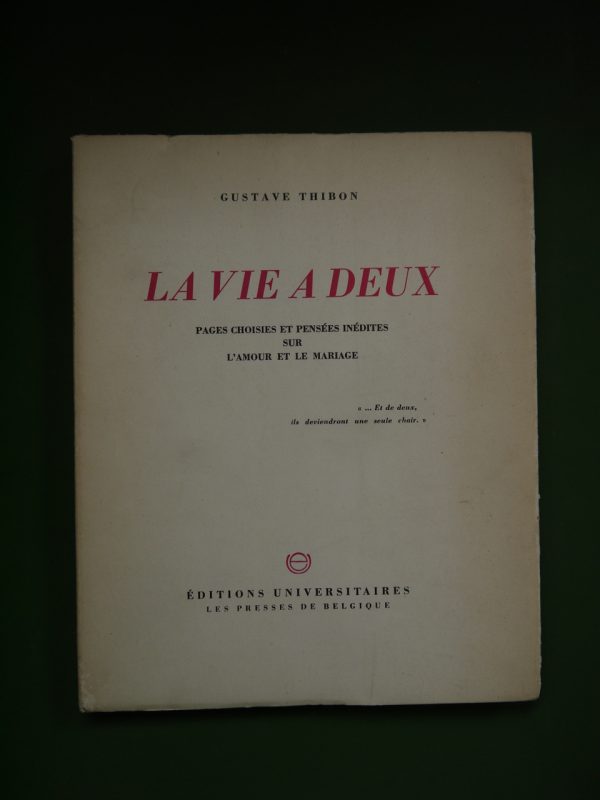 GUSTAVE THIBON
LA VIE A DEUX
PAGES CHOISIES ET PENSÉES INÉDITES
SUR
L'AMOUR ET LE MARIAGE
« ... Et de deux,
ils deviendront une seule chair. »
ÉDITIONS UNIVERSITAIRES
LES PRESSES DE BELGIQUE